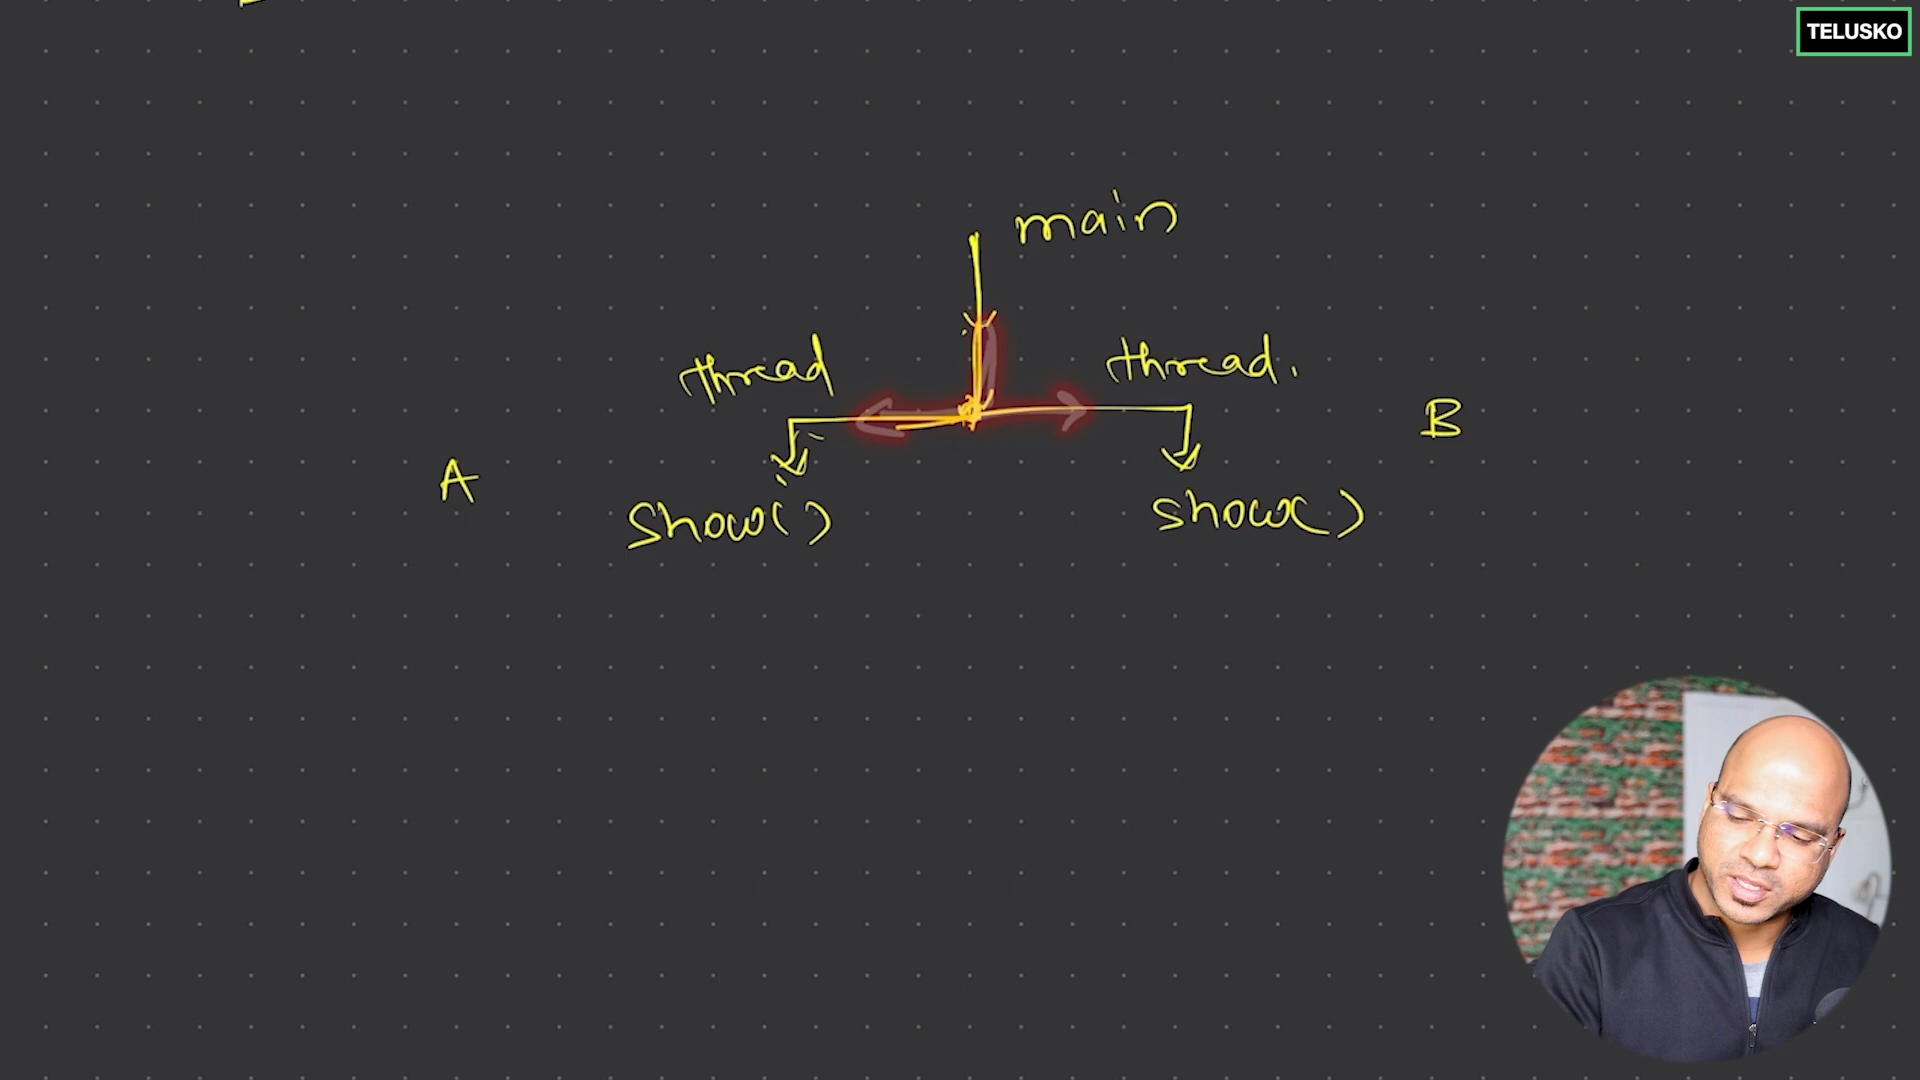 TELUSKO
main
thread thread.
A B
show() show()